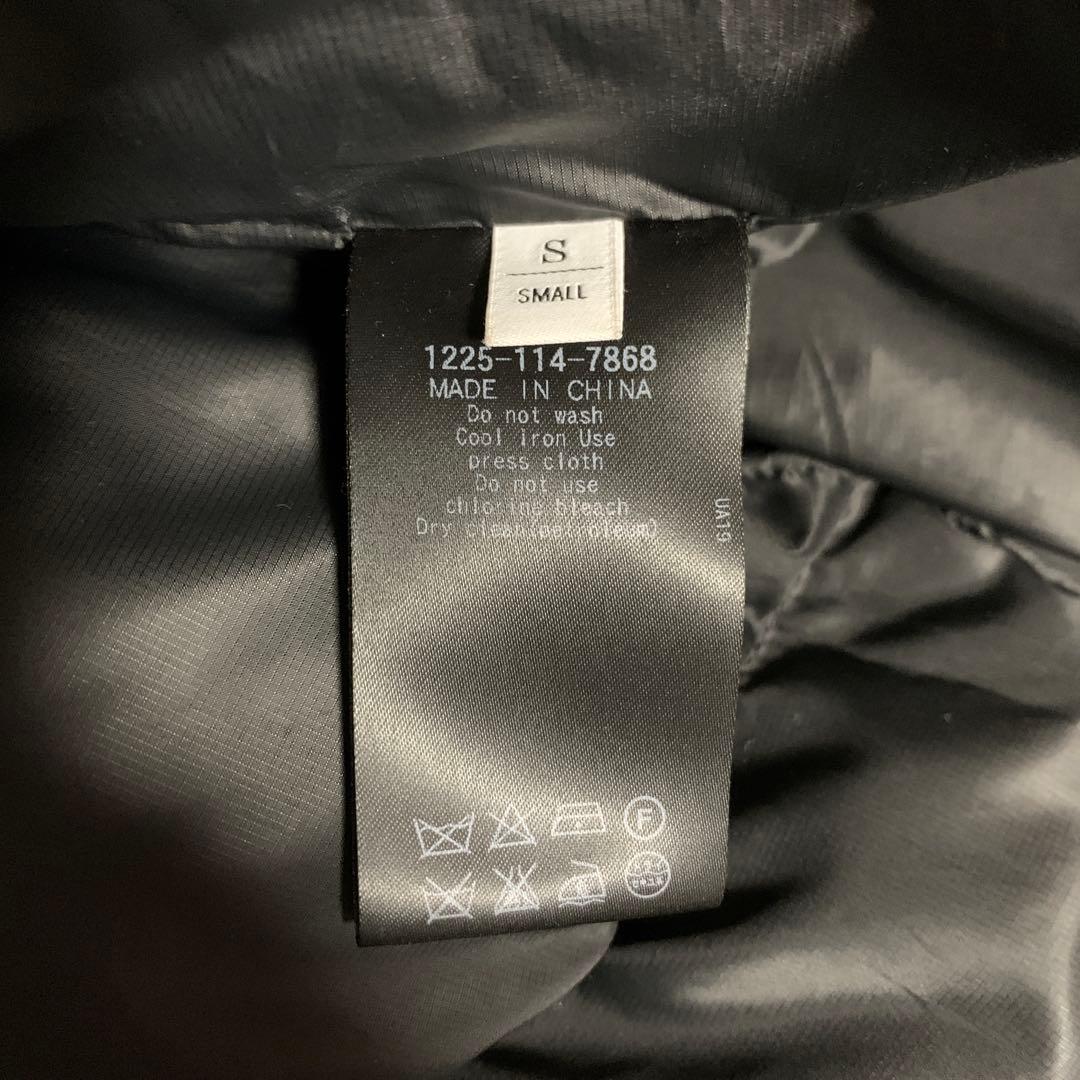 S
SMALL
1225-114-7868
MADE IN CHINA
Do not wash
Cool iron Use
press cloth
Do not use
chlorine bleach
Dry clean(petroleum)
UA19
F